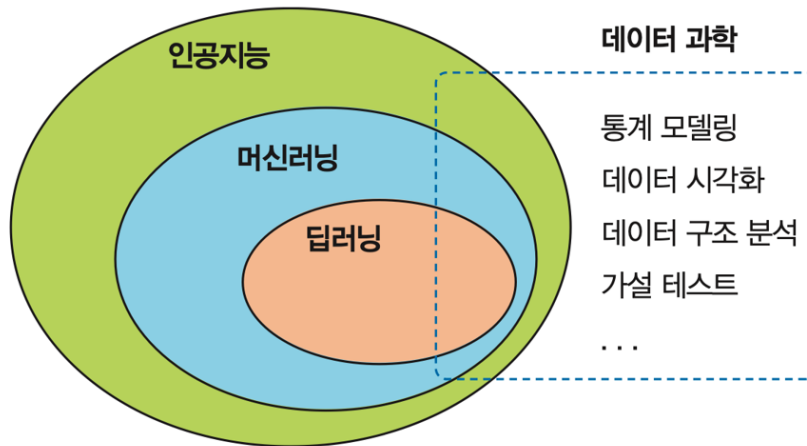 인공지능
머신러닝
딥러닝
데이터 과학
통계 모델링
데이터 시각화
데이터 구조 분석
가설 테스트
. . .